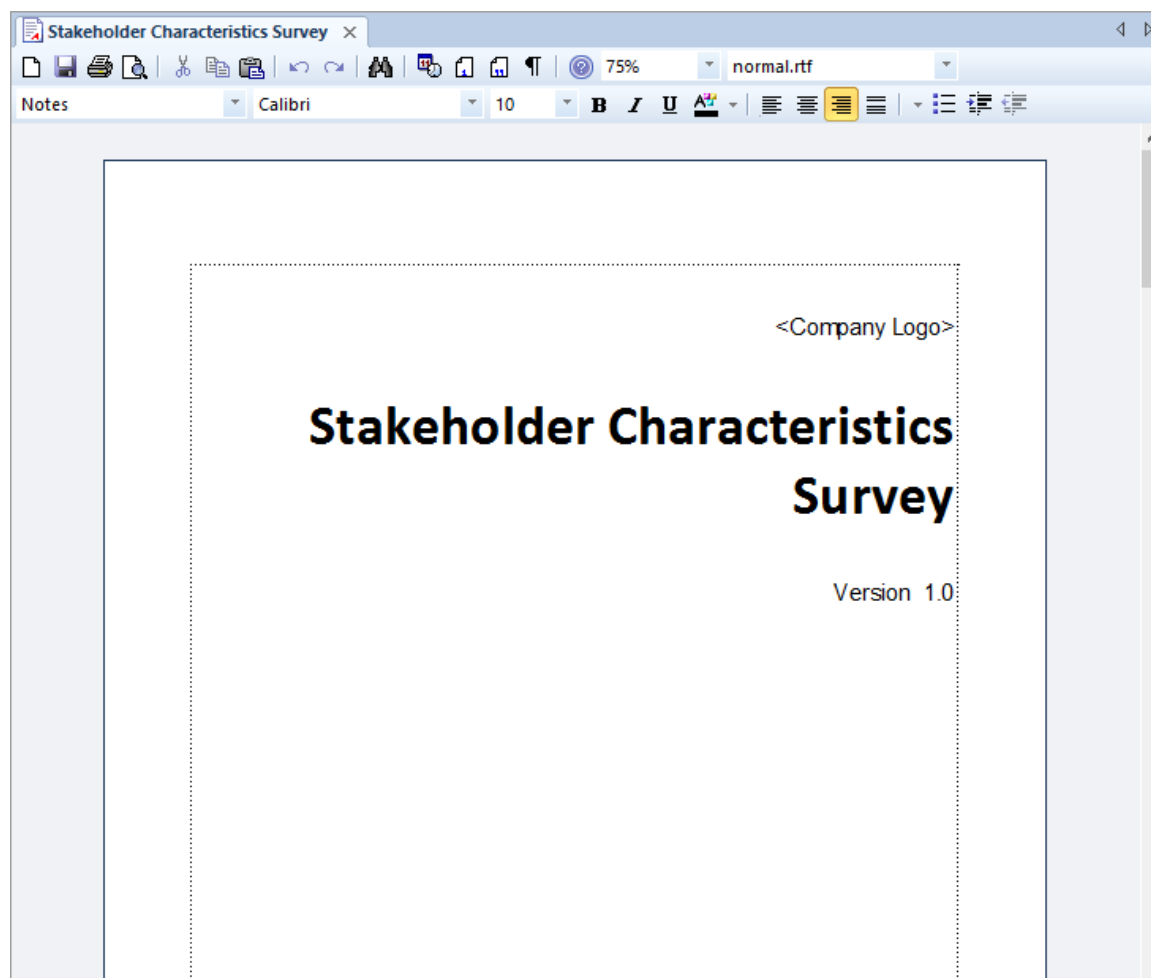 Stakeholder Characteristics Survey
75% normal.rtf
Notes Calibri 10 B I U A
<Company Logo>
Stakeholder Characteristics
Survey
Version 1.0